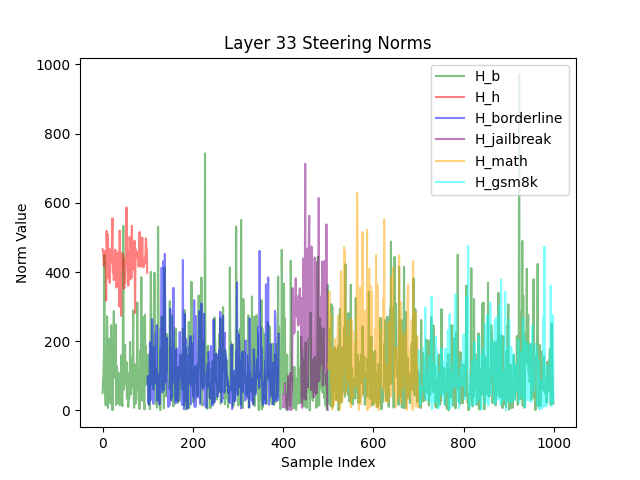 Layer 33 Steering Norms
1000
800
600
400
200
0
Norm Value
H_b
H_h
H_borderline
H_jailbreak
H_math
H_gsm8k
0 200 400 600 800 1000
Sample Index